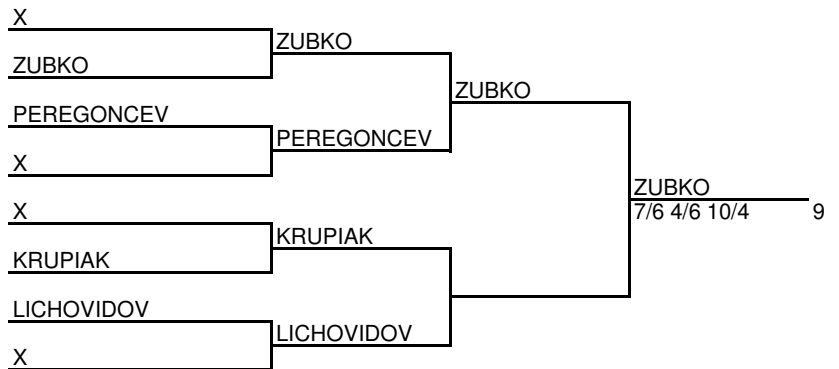 X
ZUBKO
ZUBKO
ZUBKO
PEREGONCEV
PEREGONCEV
X
ZUBKO
7/6 4/6 10/4 9
X
KRUPIAK
KRUPIAK
LICHOVIDOV
LICHOVIDOV
X